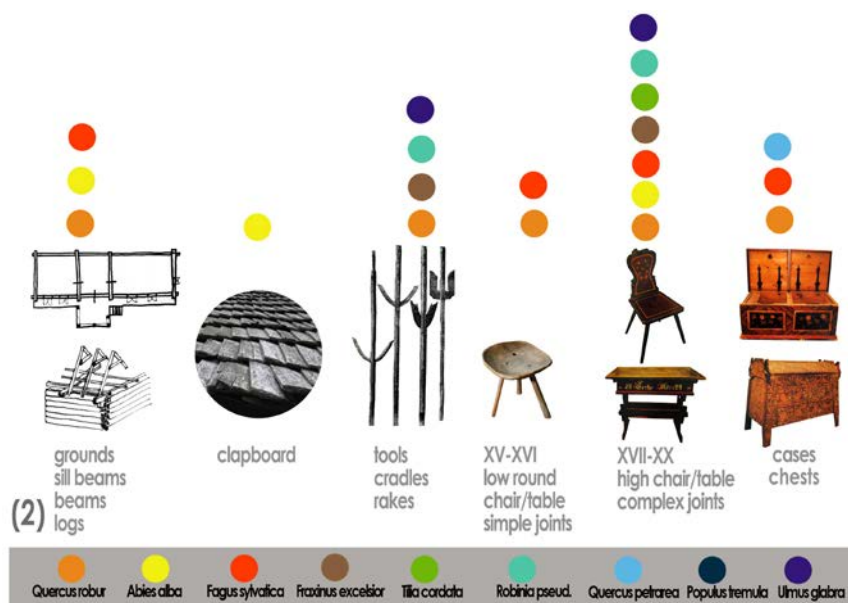 grounds
sill beams
beams
logs
clapboard
tools
cradles
rakes
XV-XVI
low round
chair/table
simple joints
XVII-XX
high chair/table
complex joints
cases
chests
(2)
Quercus robur
Abies alba
Fagus sylvatica
Fraxinus excelsior
Tilia cordata
Robinia pseud.
Quercus petrarea
Populus tremula
Ulmus glabra